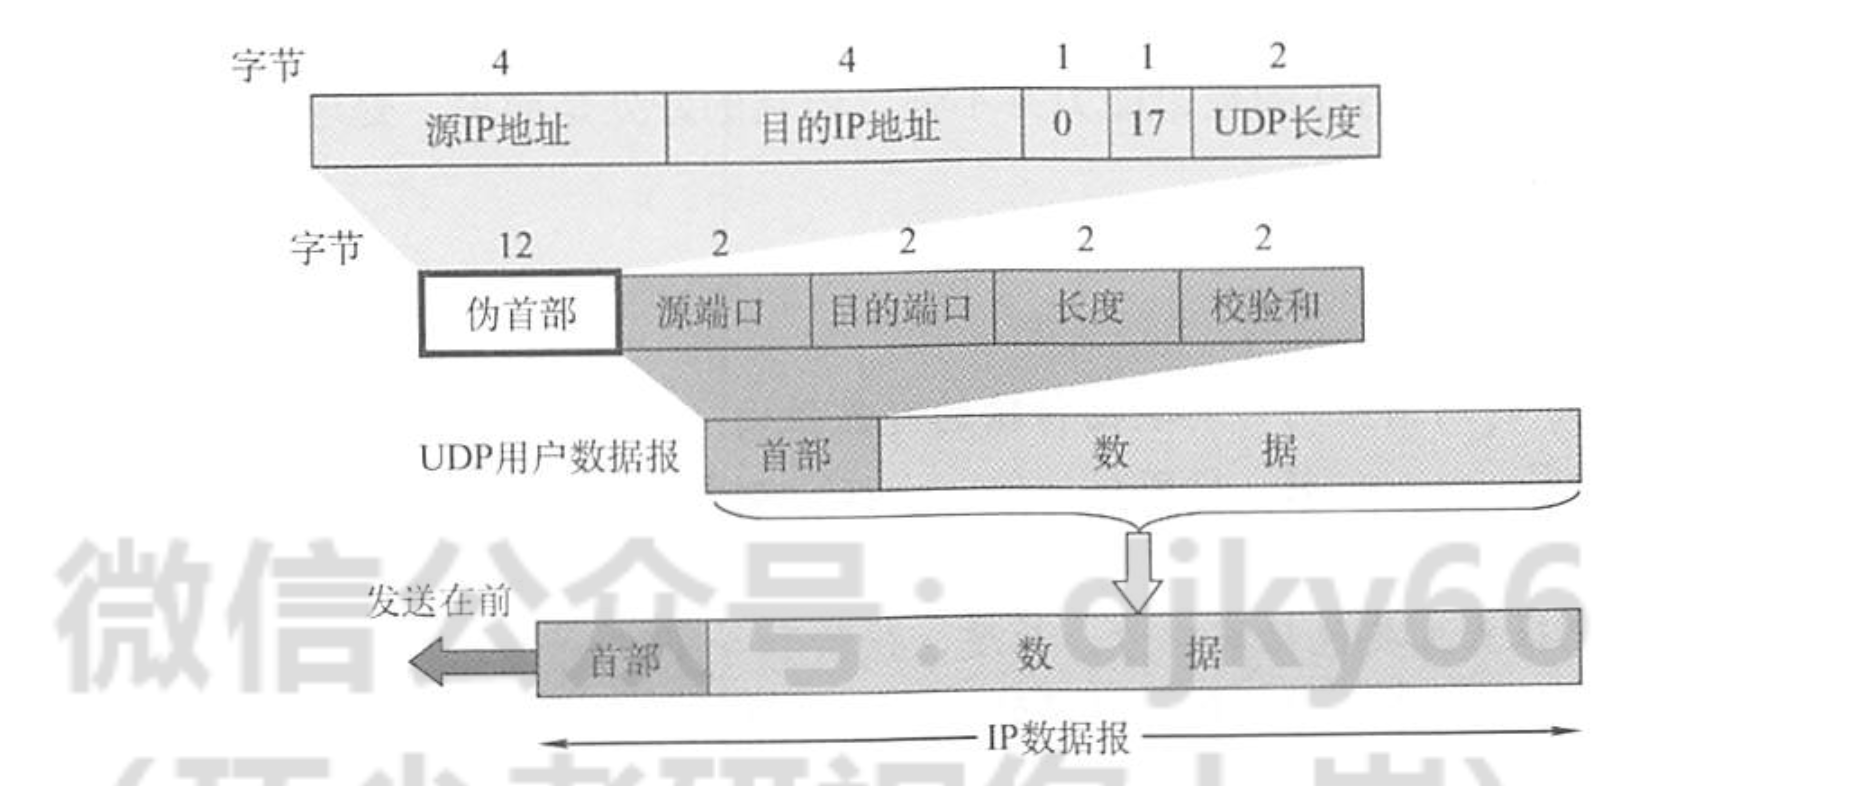 字节 4 4 1 1 2
源IP地址 目的IP地址 0 17 UDP长度
字节 12 2 2 2 2
伪首部 源端口 目的端口 长度 校验和
UDP用户数据报 首部 数 据
微信公众号：djky66
发送在前
首部 数 据
IP数据报